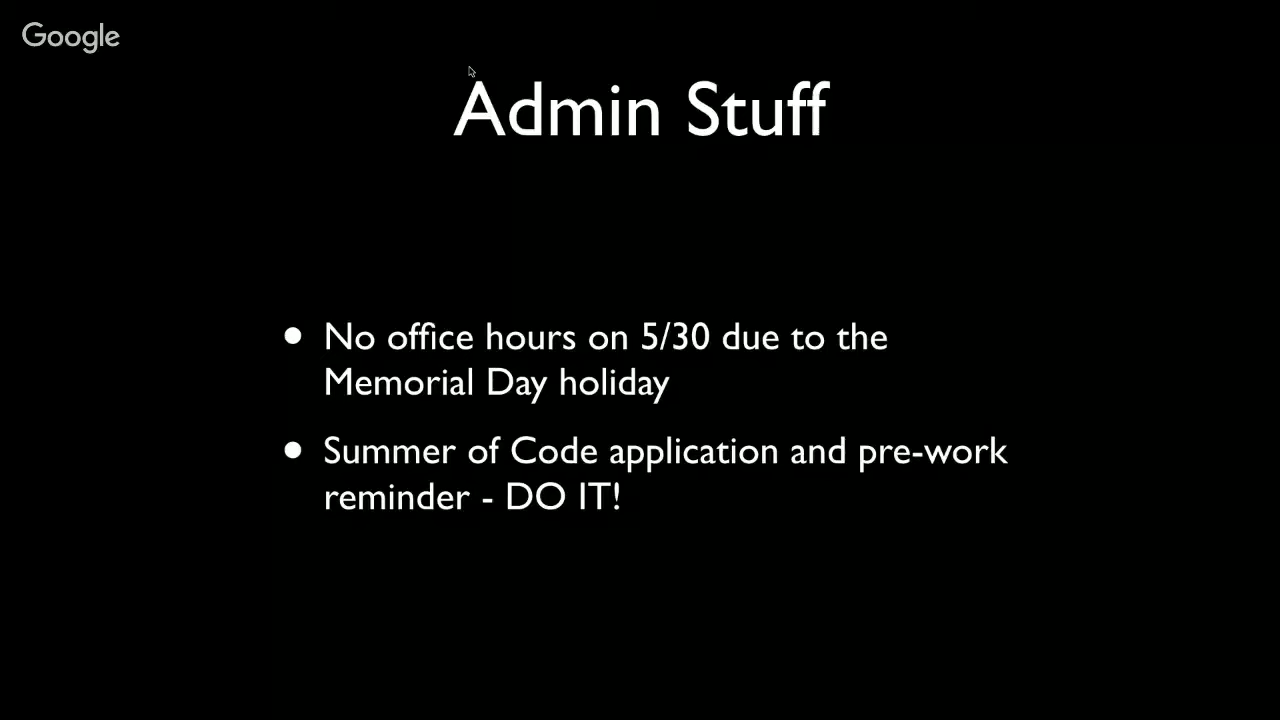 Google
Admin Stuff
• No office hours on 5/30 due to the
Memorial Day holiday
• Summer of Code application and pre-work
reminder - DO IT!